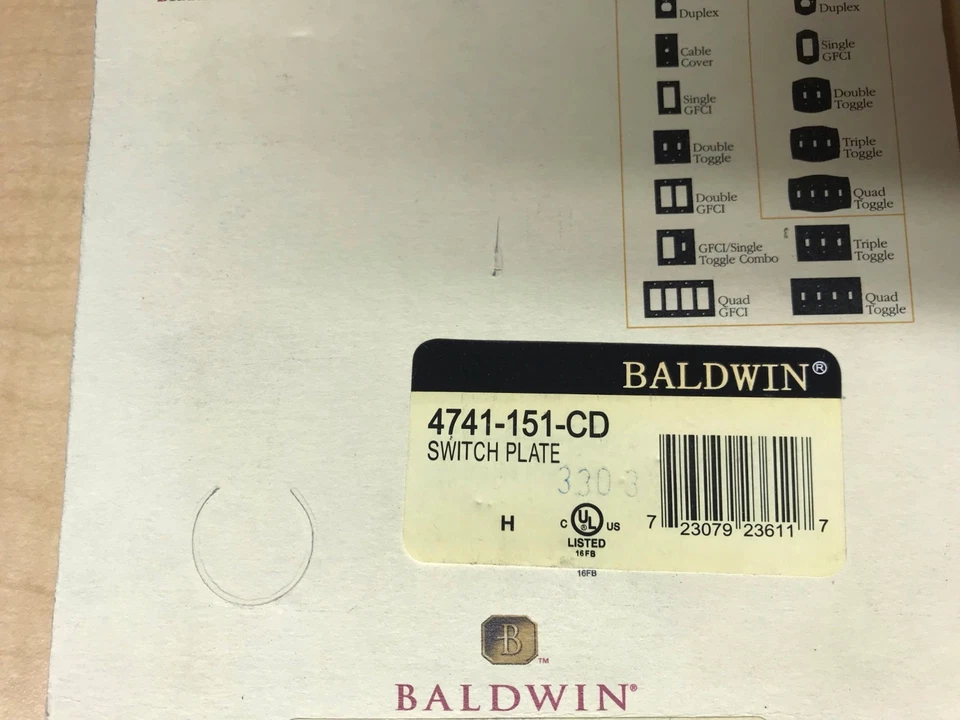 Duplex
Duplex
Cable
Cover
Single
GFCI
Single
GFCI
Double
Toggle
Double
Toggle
Triple
Toggle
Double
GFCI
Quad
Toggle
GFCI/Single
Toggle Combo
Triple
Toggle
Quad
GFCI
Quad
Toggle
BALDWIN®
4741-151-CD
SWITCH PLATE
3303
H
C UL® US
LISTED
16FB
7 23079 23611 7
16FB
B™
BALDWIN®